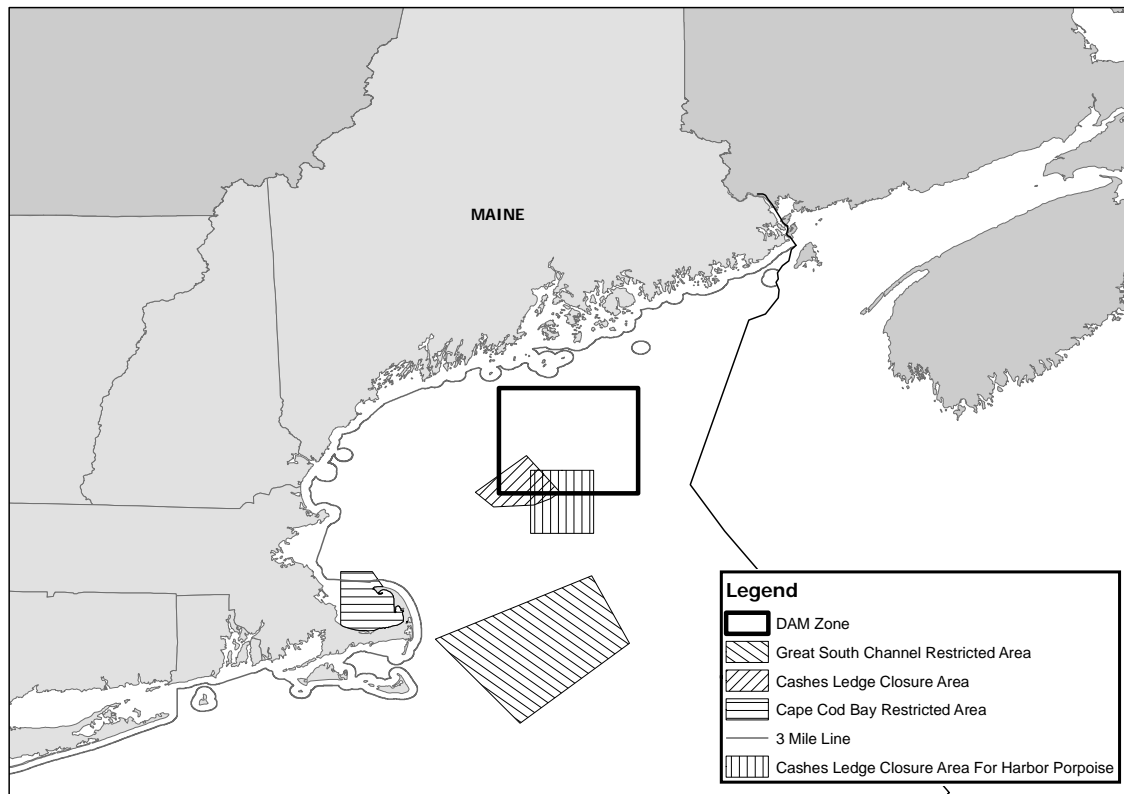 MAINE
Legend
DAM Zone
Great South Channel Restricted Area
Cashes Ledge Closure Area
Cape Cod Bay Restricted Area
3 Mile Line
Cashes Ledge Closure Area For Harbor Porpoise